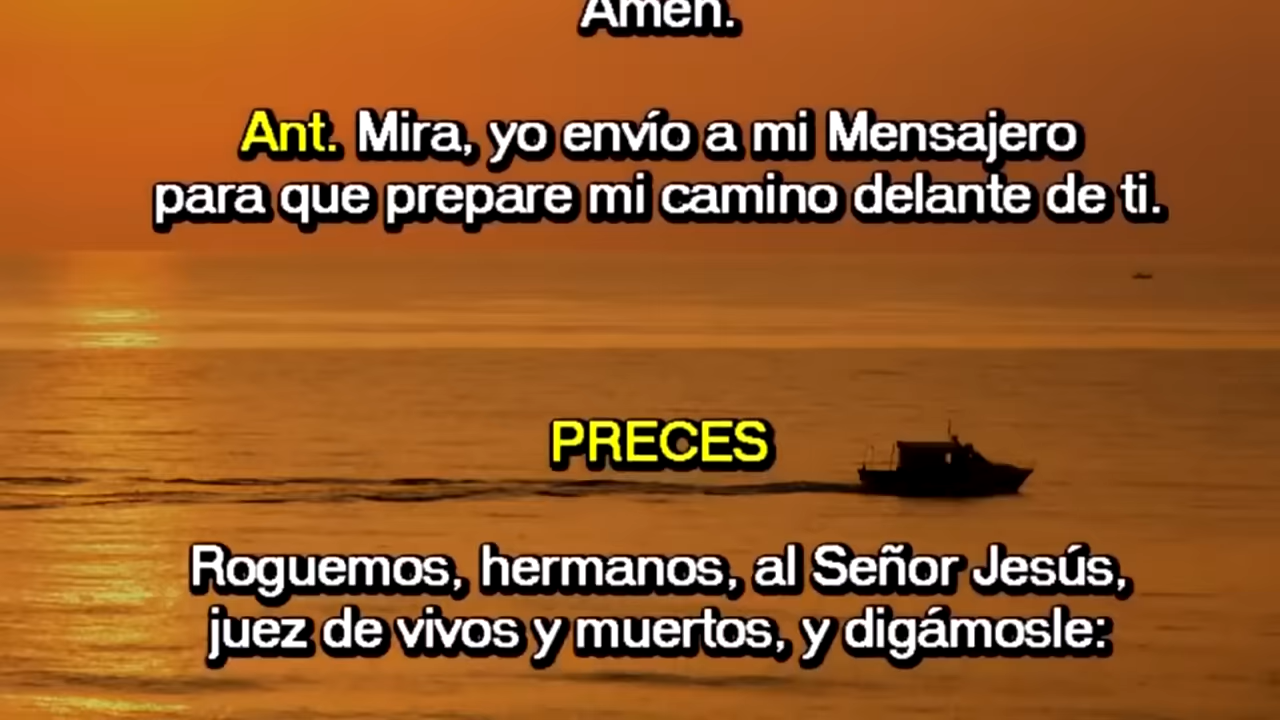 Amén.
Ant. Mira, yo envío a mi Mensajero
para que prepare mi camino delante de ti.
PRECES
Roguemos, hermanos, al Señor Jesús,
juez de vivos y muertos, y digámosle: